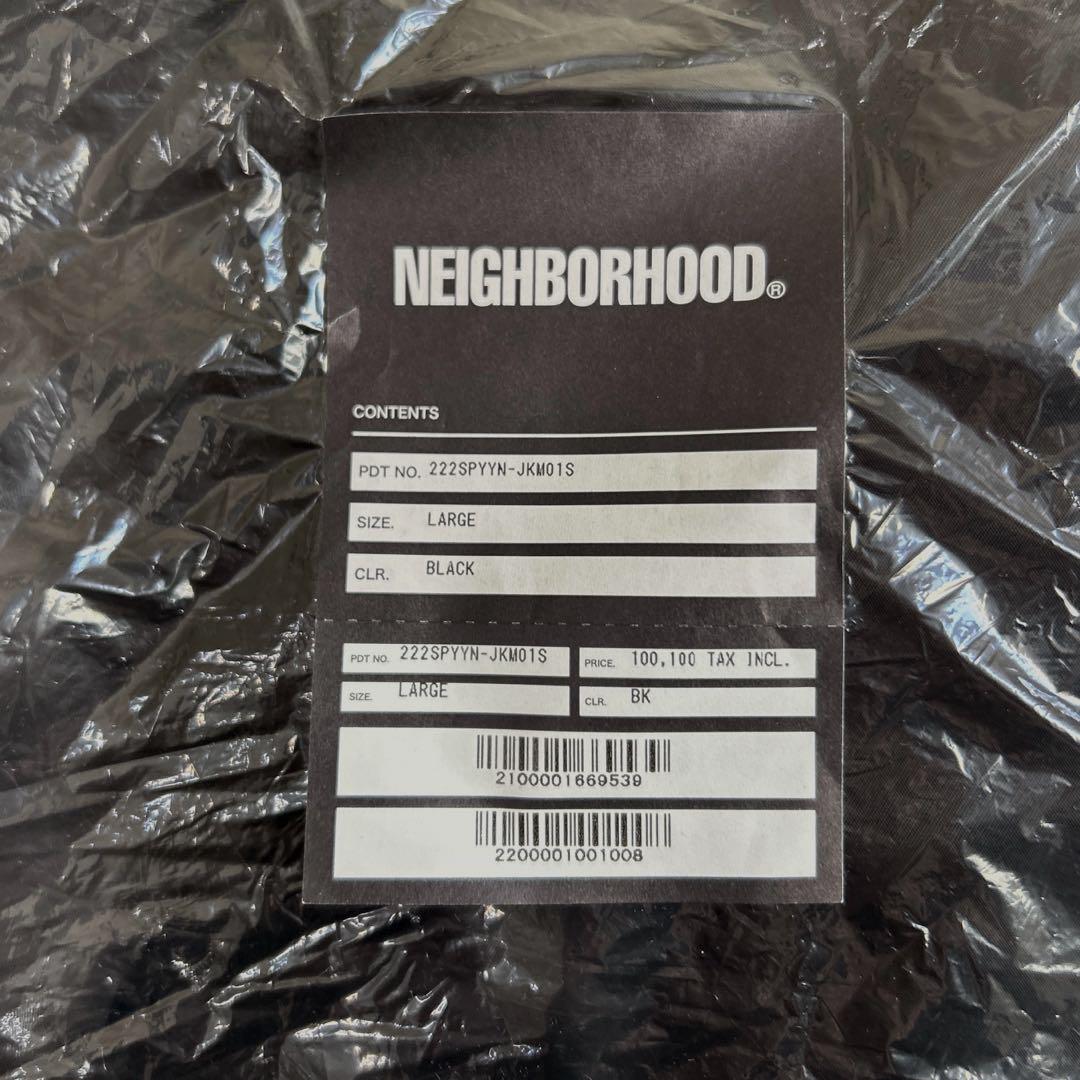 NEIGHBORHOOD®
CONTENTS
PDT NO. 222SPYYN-JKM01S
SIZE. LARGE
CLR. BLACK
PDT NO. 222SPYYN-JKM01S PRICE. 100,100 TAX INCL.
SIZE. LARGE CLR. BK
2100001669539
2200001001008